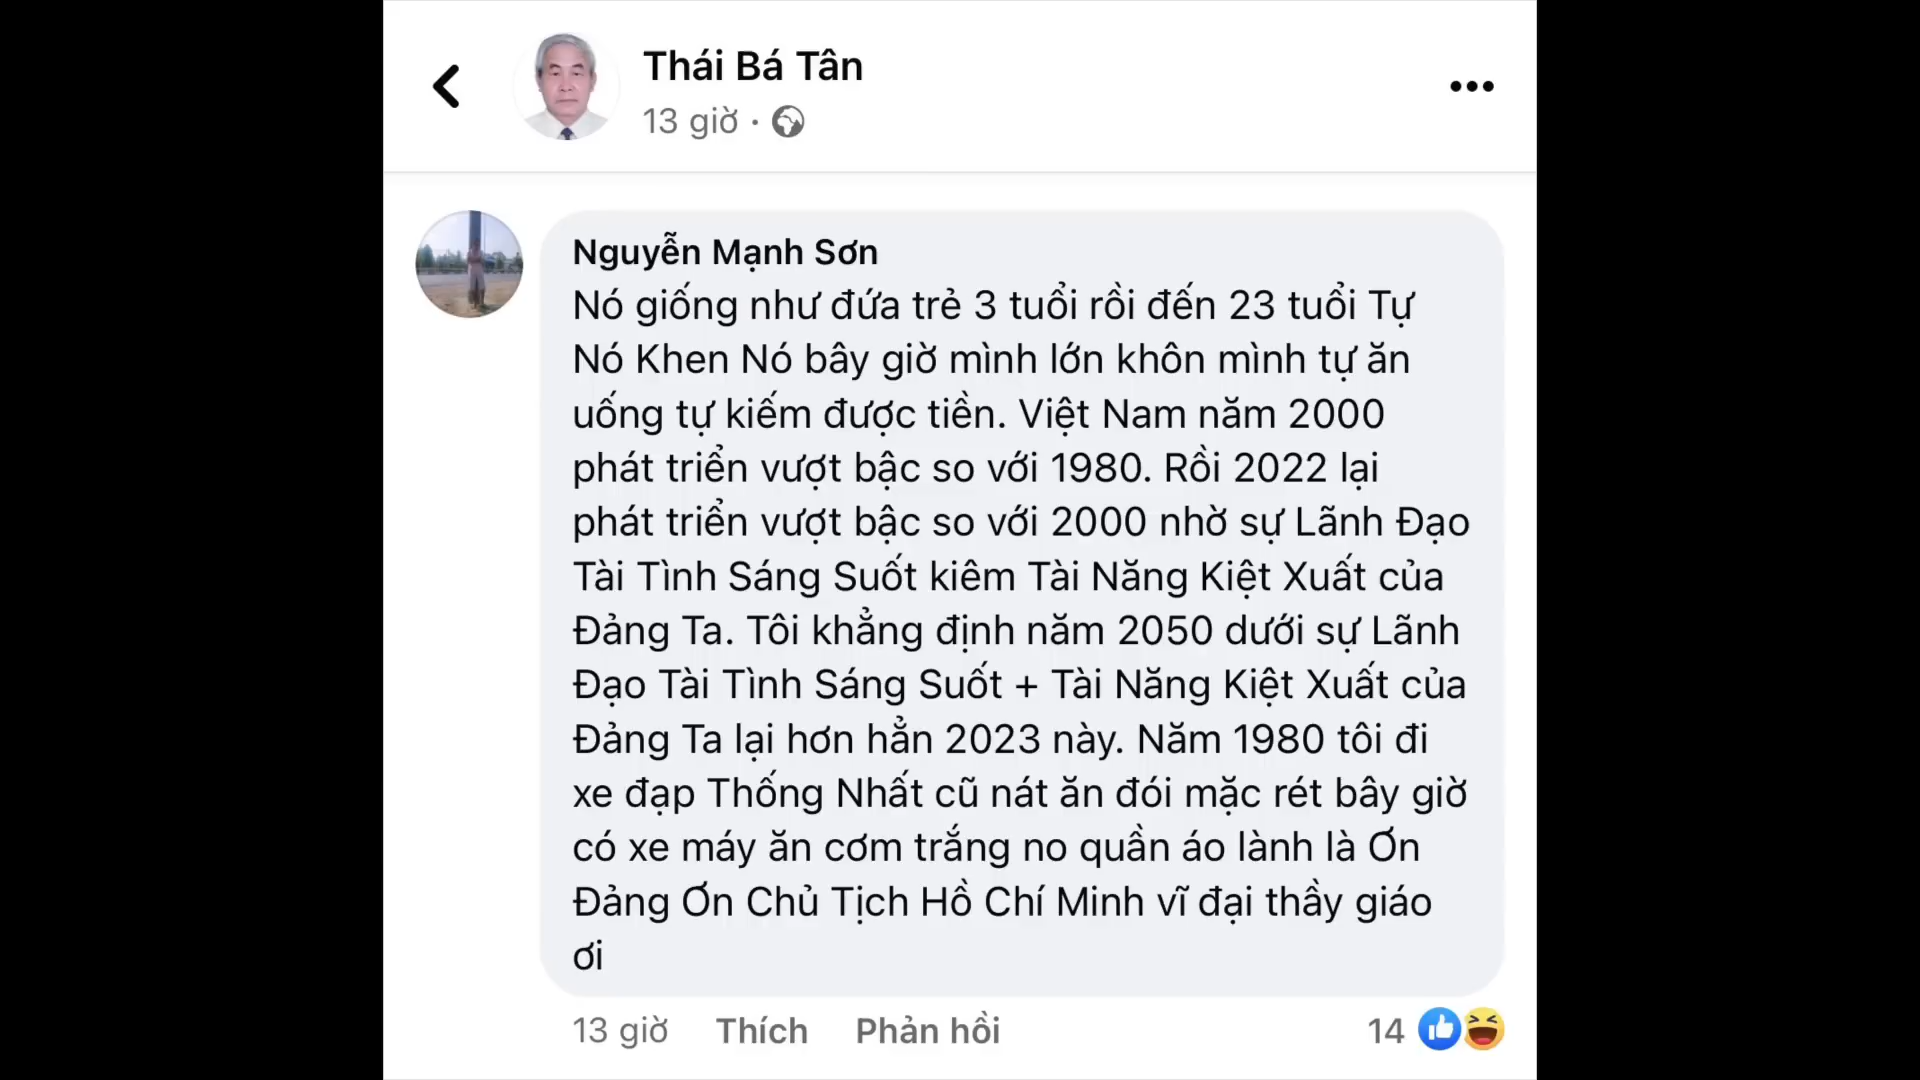 Thái Bá Tân
13 giờ ·
Nguyễn Mạnh Sơn
Nó giống như đứa trẻ 3 tuổi rồi đến 23 tuổi Tự
Nó Khen Nó bây giờ mình lớn khôn mình tự ăn
uống tự kiếm được tiền. Việt Nam năm 2000
phát triển vượt bậc so với 1980. Rồi 2022 lại
phát triển vượt bậc so với 2000 nhờ sự Lãnh Đạo
Tài Tình Sáng Suốt kiêm Tài Năng Kiệt Xuất của
Đảng Ta. Tôi khẳng định năm 2050 dưới sự Lãnh
Đạo Tài Tình Sáng Suốt + Tài Năng Kiệt Xuất của
Đảng Ta lại hơn hẳn 2023 này. Năm 1980 tôi đi
xe đạp Thống Nhất cũ nát ăn đói mặc rét bây giờ
có xe máy ăn cơm trắng no quần áo lành là Ơn
Đảng Ơn Chủ Tịch Hồ Chí Minh vĩ đại thầy giáo
ơi
13 giờ Thích Phản hồi 14